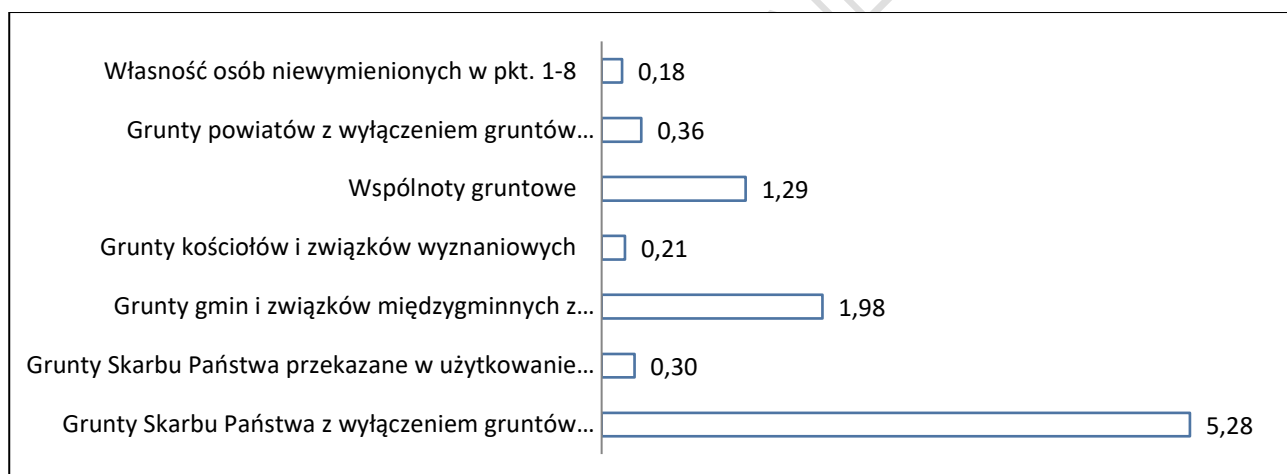 Własność osób niewymienionych w pkt. 1-8 0,18
Grunty powiatów z wyłączeniem gruntów... 0,36
Wspólnoty gruntowe 1,29
Grunty kościołów i związków wyznaniowych 0,21
Grunty gmin i związków międzygminnych z... 1,98
Grunty Skarbu Państwa przekazane w użytkowanie... 0,30
Grunty Skarbu Państwa z wyłączeniem gruntów... 5,28